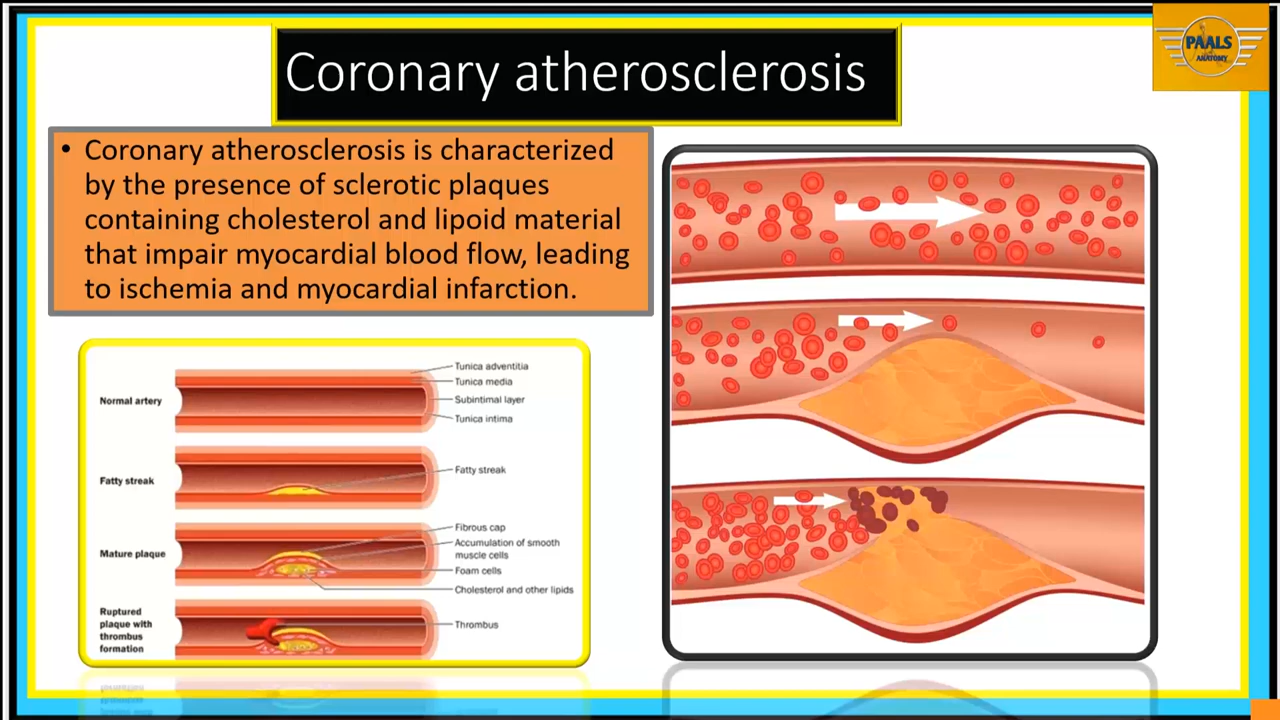 Coronary atherosclerosis
PAALS
ANATOMY
• Coronary atherosclerosis is characterized
by the presence of sclerotic plaques
containing cholesterol and lipoid material
that impair myocardial blood flow, leading
to ischemia and myocardial infarction.
Normal artery
Tunica adventitia
Tunica media
Subintimal layer
Tunica intima
Fatty streak
Fatty streak
Mature plaque
Fibrous cap
Accumulation of smooth
muscle cells
Foam cells
Cholesterol and other lipids
Ruptured
plaque with
thrombus
formation
Thrombus